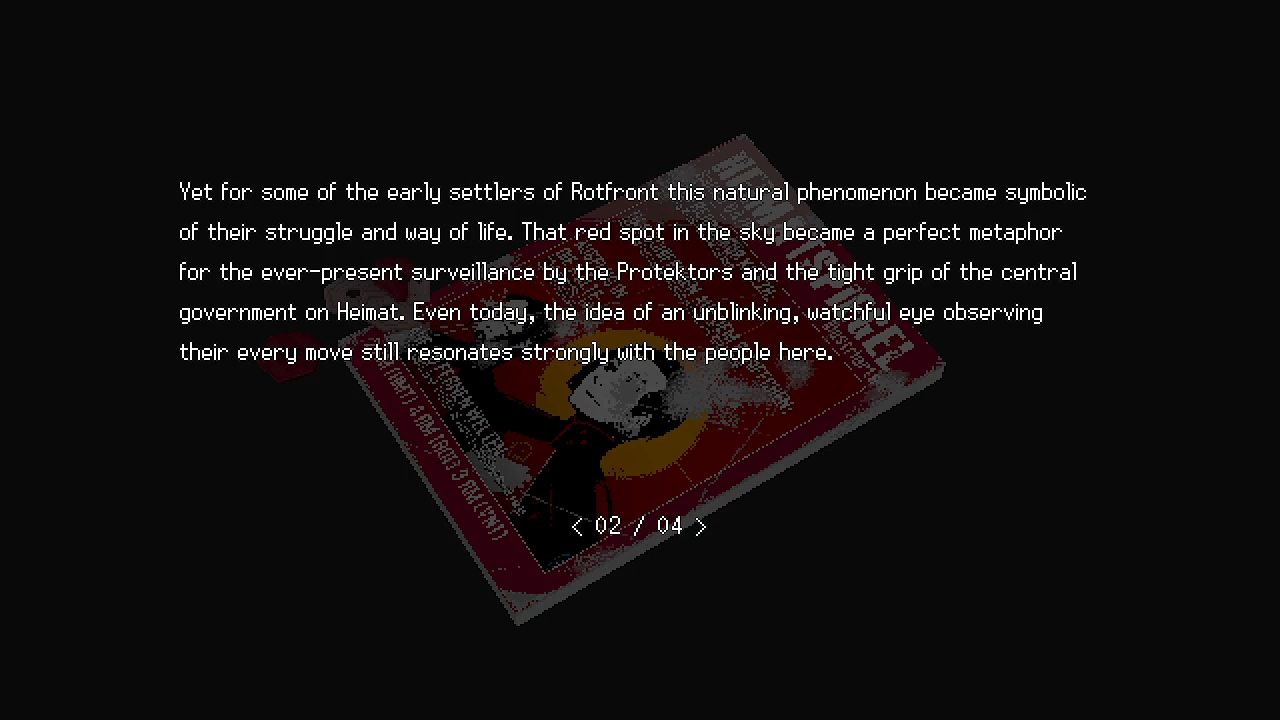 Yet for some of the early settlers of Rotfront this natural phenomenon became symbolic
of their struggle and way of life. That red spot in the sky became a perfect metaphor
for the ever-present surveillance by the Protektors and the tight grip of the central
government on Heimat. Even today, the idea of an unblinking, watchful eye observing
their every move still resonates strongly with the people here.
< 02 / 04 >